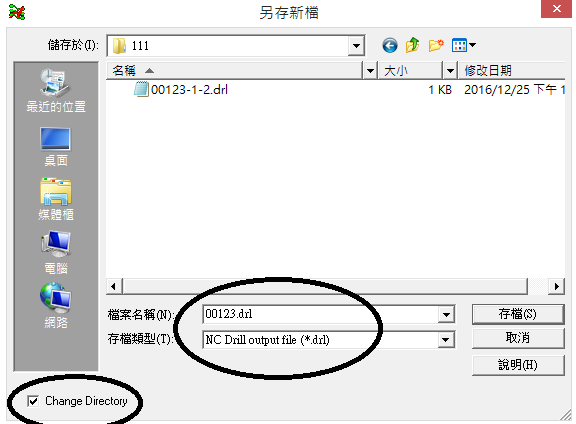 另存新檔
儲存於(I):
111
名稱
大小
修改日期
00123-1-2.drl
1 KB
2016/12/25 下午 1
最近的位置
桌面
媒體櫃
電腦
網路
檔案名稱(N):
00123.drl
存檔(S)
存檔類型(T):
NC Drill output file (*.drl)
取消
說明(H)
Change Directory